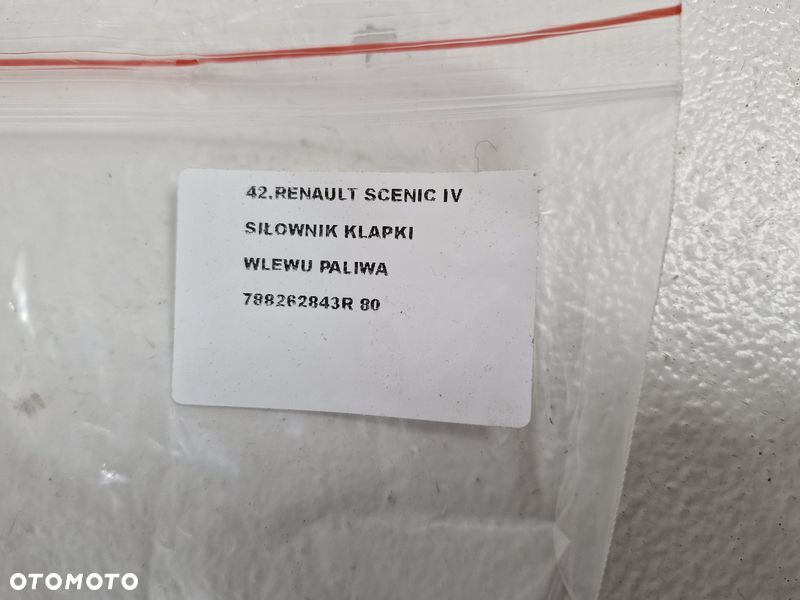 42.RENAULT SCENIC IV
SIŁOWNIK KLAPKI
WLEWU PALIWA
788262843R 80
OTOMOTO